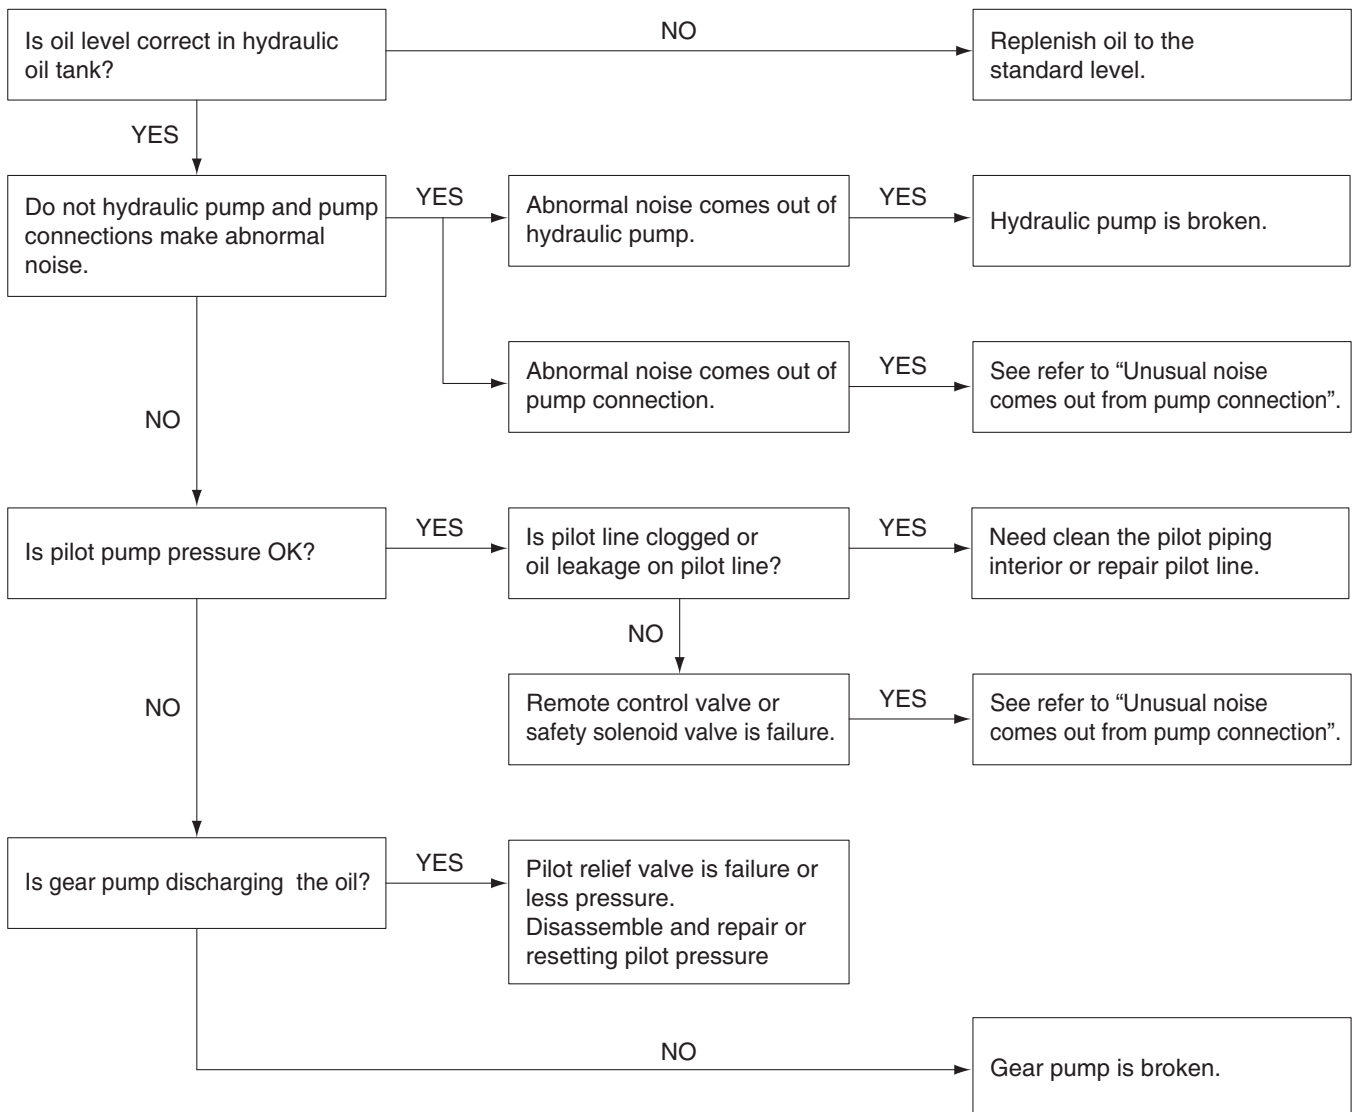 Is oil level correct in hydraulic
oil tank?
NO
Replenish oil to the
standard level.
YES
Do not hydraulic pump and pump
connections make abnormal
noise.
YES
Abnormal noise comes out of
hydraulic pump.
YES
Hydraulic pump is broken.
Abnormal noise comes out of
pump connection.
YES
See refer to “Unusual noise
comes out from pump connection”.
NO
Is pilot pump pressure OK?
YES
Is pilot line clogged or
oil leakage on pilot line?
YES
Need clean the pilot piping
interior or repair pilot line.
NO
Remote control valve or
safety solenoid valve is failure.
YES
See refer to “Unusual noise
comes out from pump connection”.
NO
Is gear pump discharging the oil?
YES
Pilot relief valve is failure or
less pressure.
Disassemble and repair or
resetting pilot pressure
NO
Gear pump is broken.